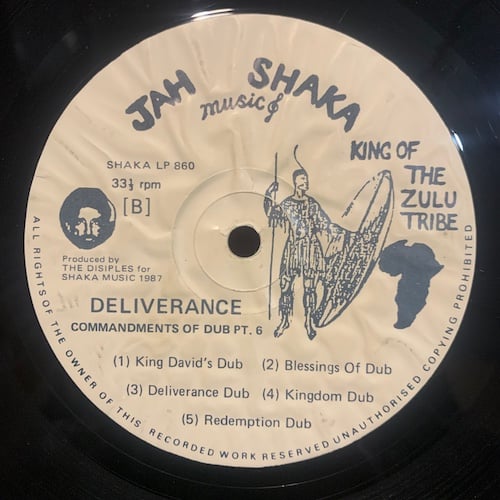 JAH SHAKA
music
KING OF
THE
ZULU
TRIBE
SHAKA LP 860
33⅓ rpm
[B]
Produced by
THE DISIPLES for
SHAKA MUSIC 1987
DELIVERANCE
COMMANDMENTS OF DUB PT. 6
(1) King David's Dub (2) Blessings Of Dub
(3) Deliverance Dub (4) Kingdom Dub
(5) Redemption Dub
ALL RIGHTS OF THE OWNER OF THIS RECORDED WORK RESERVED UNAUTHORISED COPYING PROHIBITED